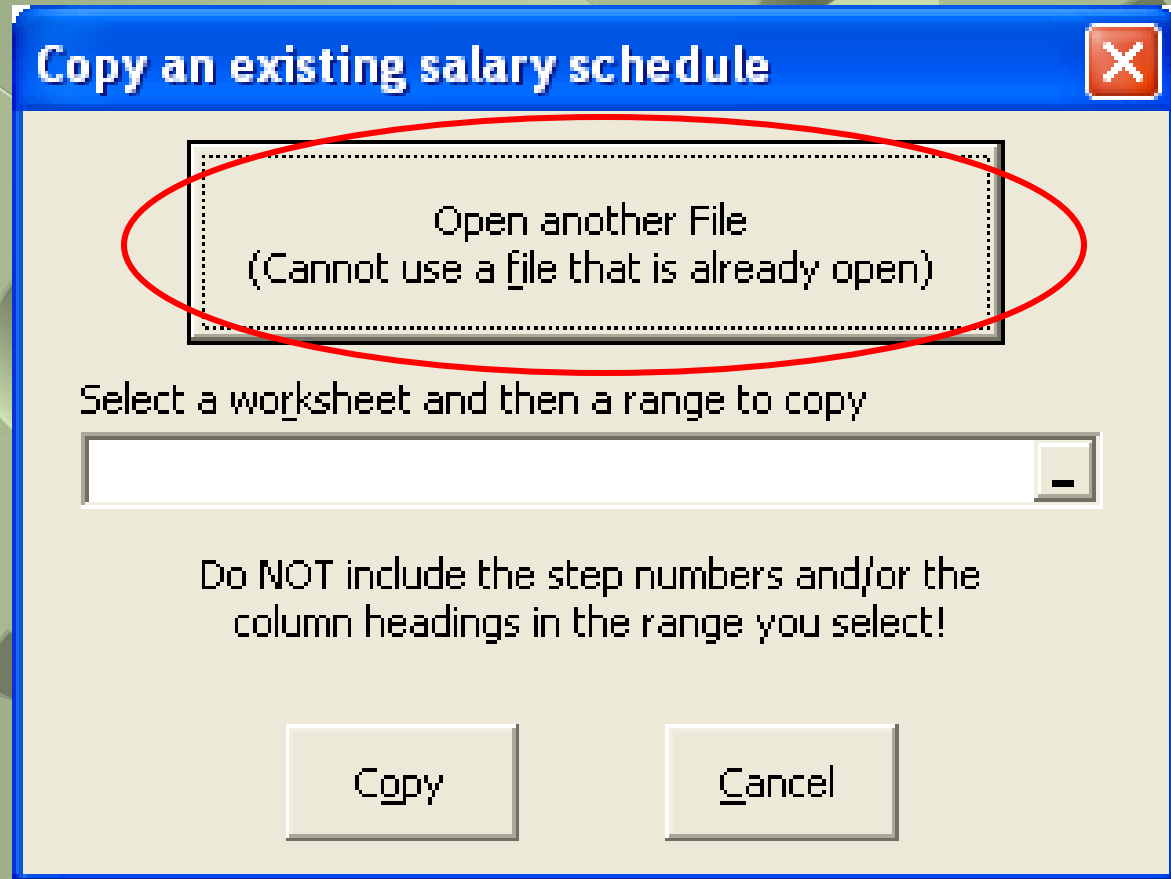 Copy an existing salary schedule
Open another File
(Cannot use a file that is already open)
Select a worksheet and then a range to copy
Do NOT include the step numbers and/or the
column headings in the range you select!
Copy
Cancel